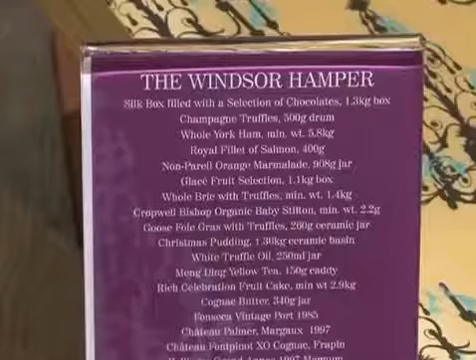 THE WINDSOR HAMPER
Silk Box filled with a Selection of Chocolates, 1.3kg box
Champagne Truffles, 500g drum
Whole York Ham, min. wt. 5.8kg
Royal Fillet of Salmon, 400g
Non-Pareil Orange Marmalade, 908g jar
Glacé Fruit Selection, 1.1kg box
Whole Brie with Truffles, min. wt. 1.4kg
Cropwell Bishop Organic Baby Stilton, min. wt. 2.2g
Goose Foie Gras with Truffles, 260g ceramic jar
Christmas Pudding, ceramic basin
White Truffle Oil, 250ml jar
Meng Ding Yellow Tea, 150g caddy
Rich Celebration Fruit Cake, min wt 2.9kg
Cognac Butter, 340g jar
Fonseca Vintage Port 1985
Château Palmer, Margaux 1997
Château Fontpinot XO Cognac, Frapin
1997 Magnum